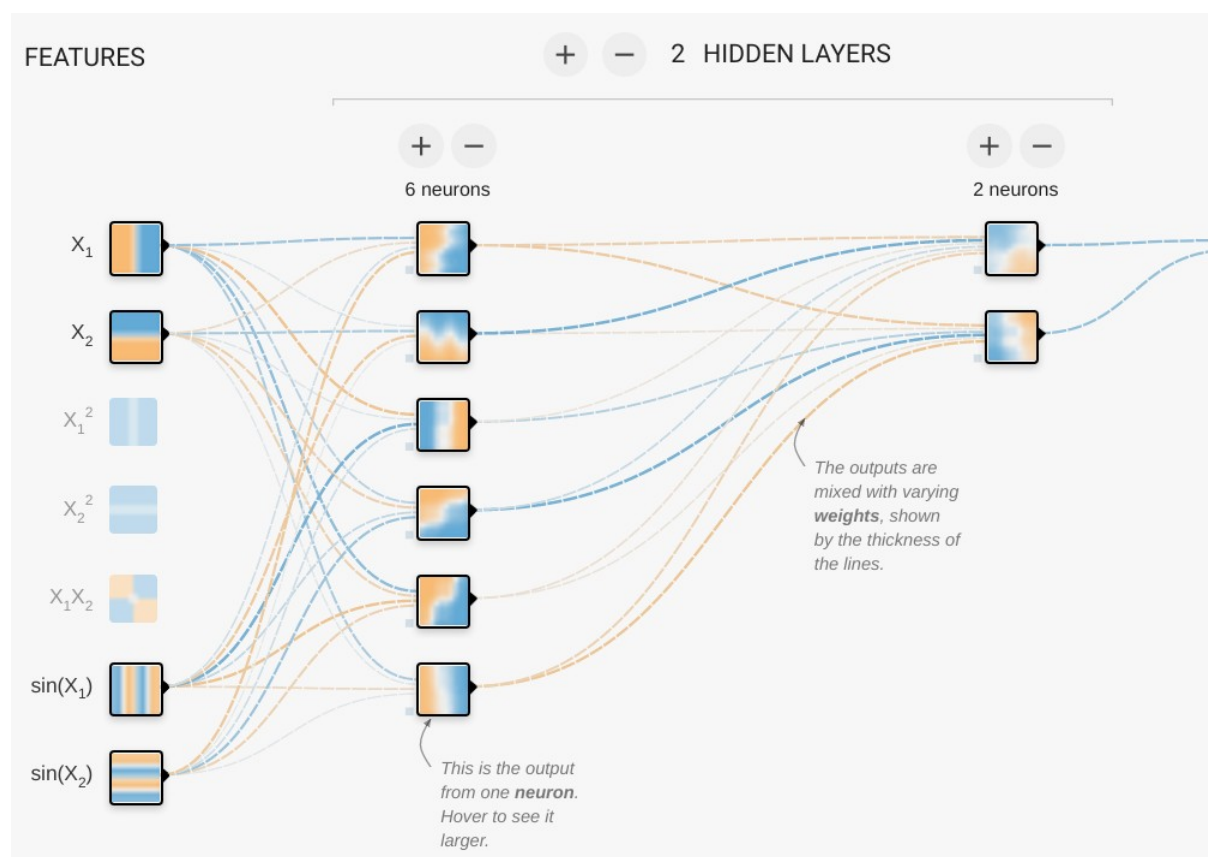 FEATURES
+ − 2 HIDDEN LAYERS
+ −
6 neurons
+ −
2 neurons
X₁
X₂
X₁²
X₂²
X₁X₂
sin(X₁)
sin(X₂)
The outputs are
mixed with varying
weights, shown
by the thickness of
the lines.
This is the output
from one neuron.
Hover to see it
larger.